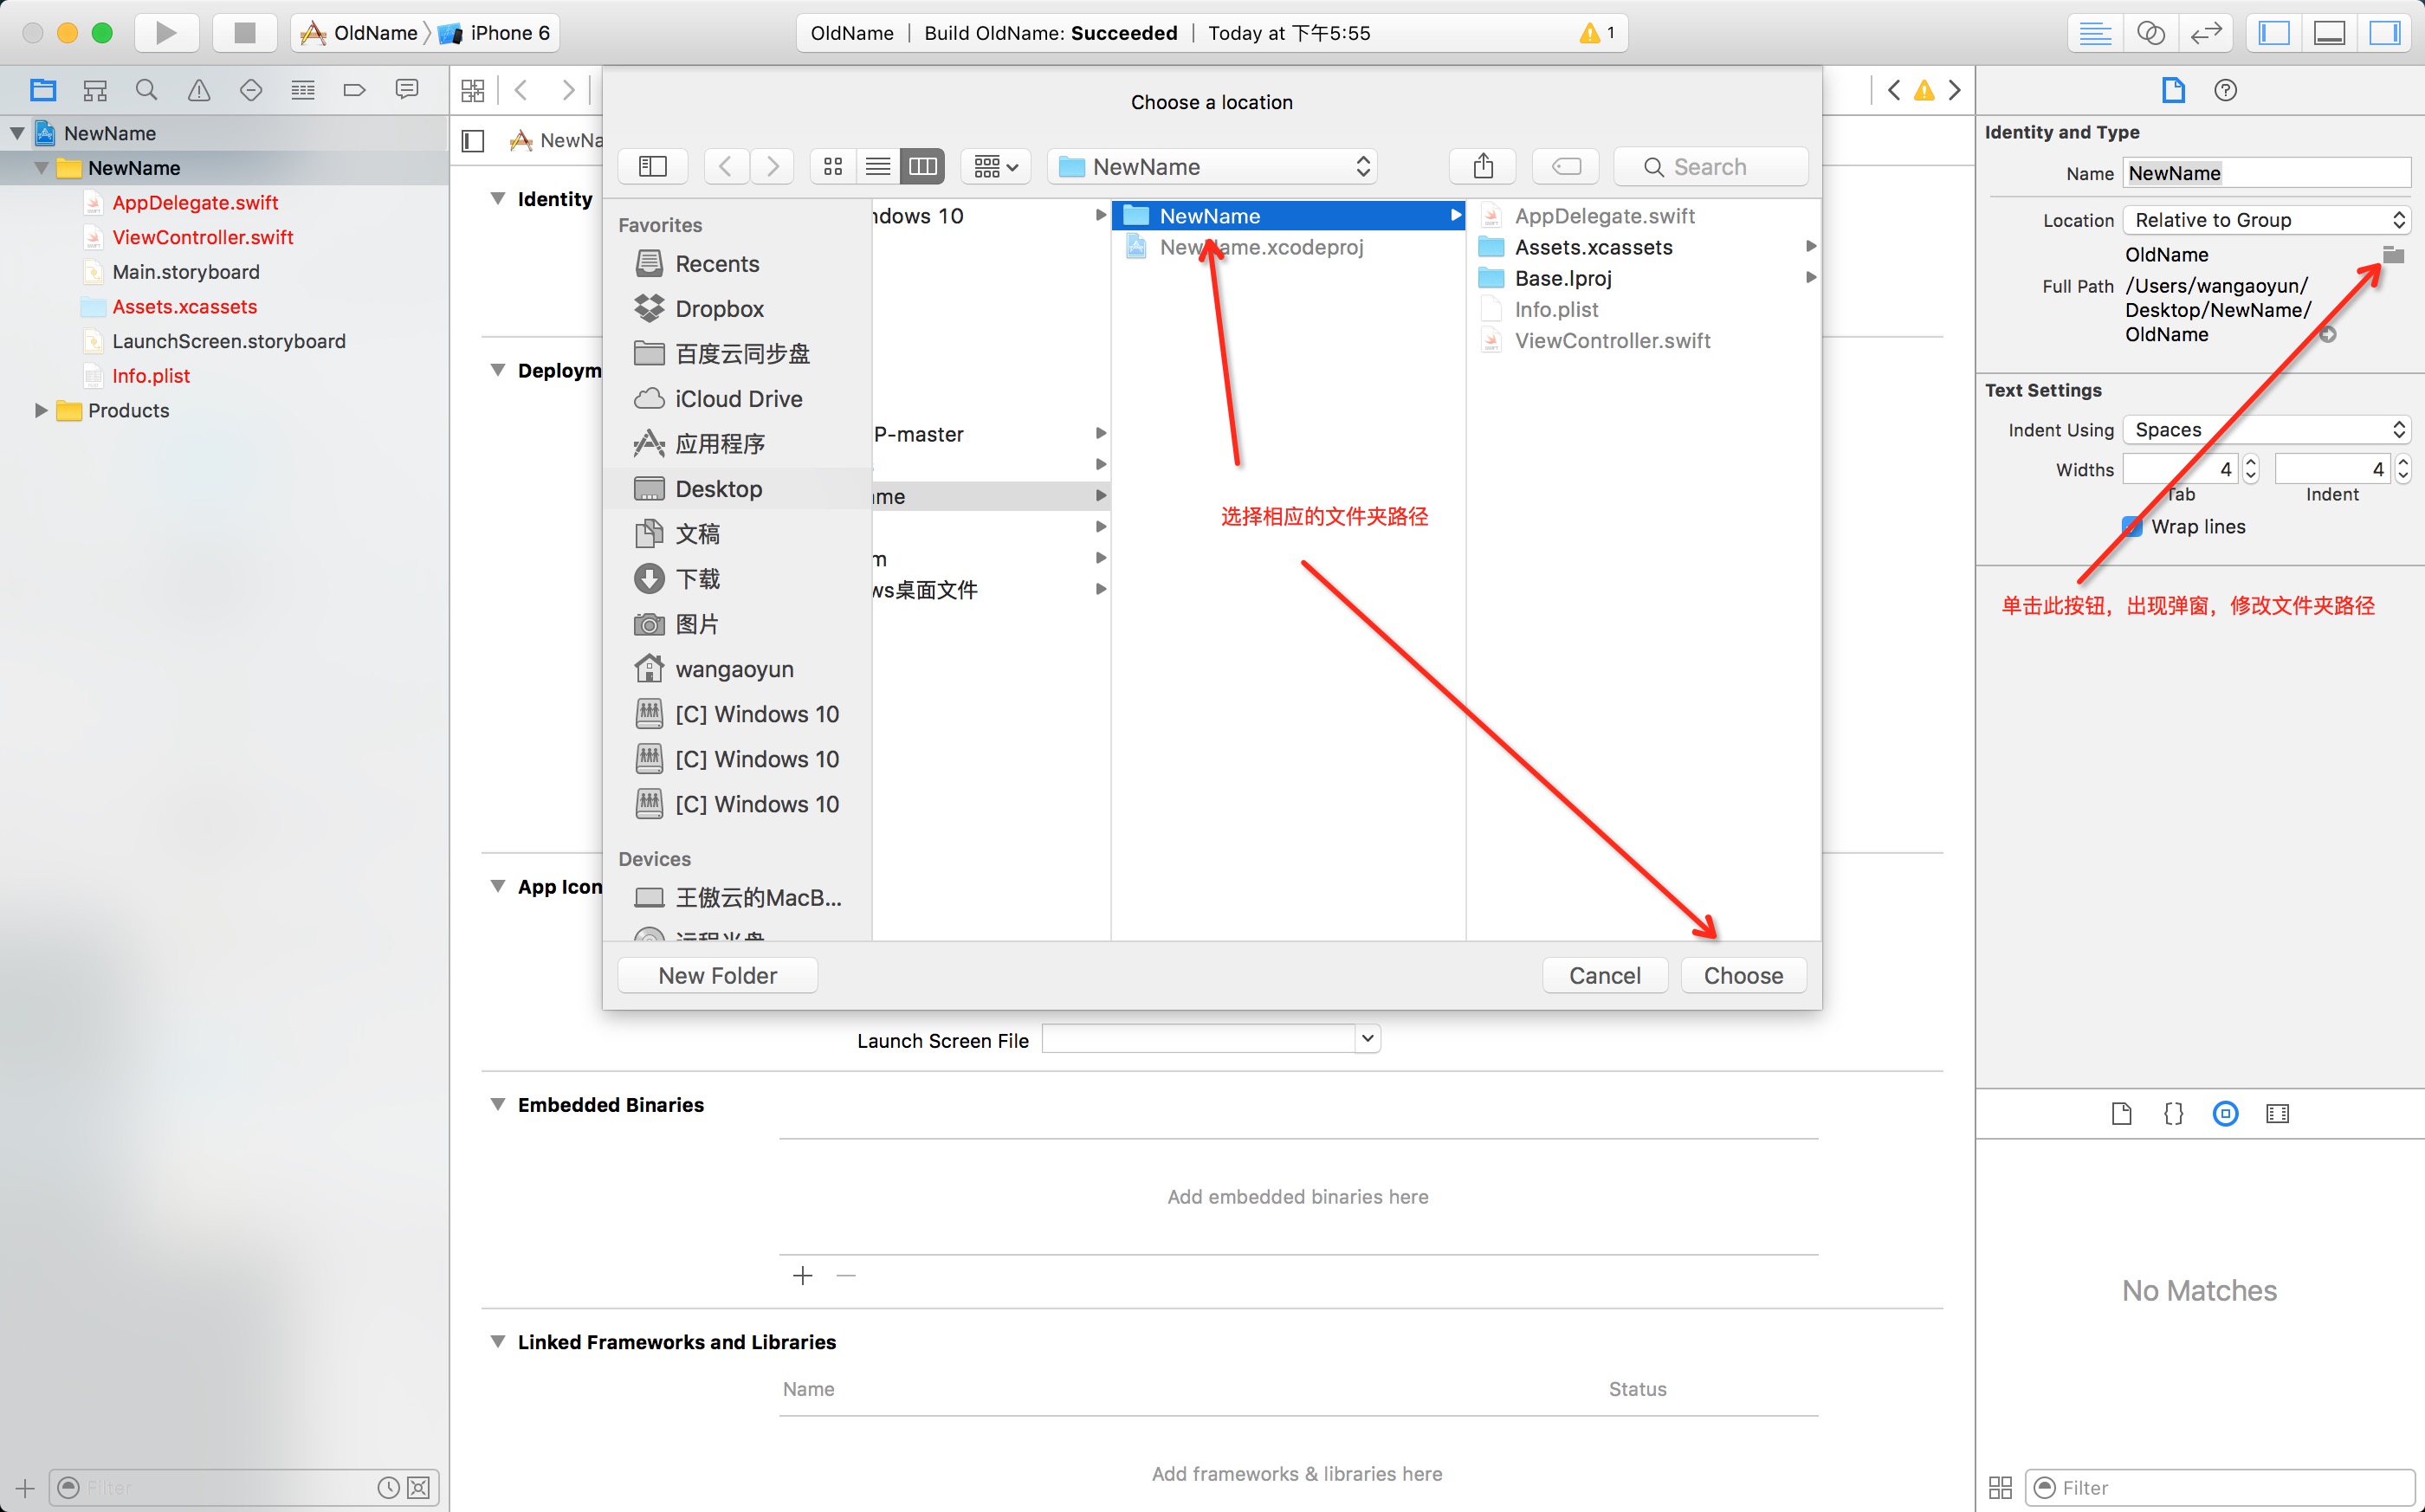 OldName
iPhone 6
OldName | Build OldName: Succeeded | Today at 下午5:55
1
NewName
NewName
AppDelegate.swift
ViewController.swift
Main.storyboard
Assets.xcassets
LaunchScreen.storyboard
Info.plist
Products
Filter
NewNa
Identity
Deploym
App Icon
Choose a location
NewName
Search
Favorites
Recents
Dropbox
百度云同步盘
iCloud Drive
应用程序
Desktop
文稿
下载
图片
wangaoyun
[C] Windows 10
[C] Windows 10
[C] Windows 10
Devices
王傲云的MacB...
远程光盘
ndows 10
P-master
me
m
ws桌面文件
NewName
NewName.xcodeproj
选择相应的文件夹路径
AppDelegate.swift
Assets.xcassets
Base.lproj
Info.plist
ViewController.swift
New Folder
Cancel
Choose
Launch Screen File
Embedded Binaries
Add embedded binaries here
Linked Frameworks and Libraries
Name Status
Add frameworks & libraries here
Identity and Type
Name NewName
Location Relative to Group
OldName
Full Path /Users/wangaoyun/
Desktop/NewName/
OldName
Text Settings
Indent Using Spaces
Widths 4 4
Tab Indent
Wrap lines
单击此按钮，出现弹窗，修改文件夹路径
No Matches
Filter